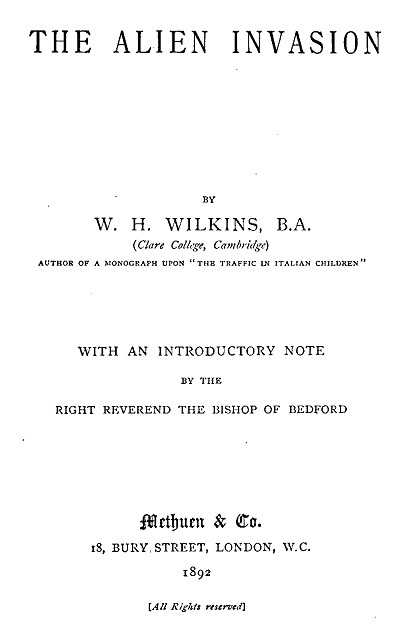 THE ALIEN INVASION
BY
W. H. WILKINS, B.A.
(Clare College, Cambridge)
AUTHOR OF A MONOGRAPH UPON "THE TRAFFIC IN ITALIAN CHILDREN"
WITH AN INTRODUCTORY NOTE
BY THE
RIGHT REVEREND THE BISHOP OF BEDFORD
Methuen & Co.
18, BURY STREET, LONDON, W.C.
1892
[All Rights reserved]